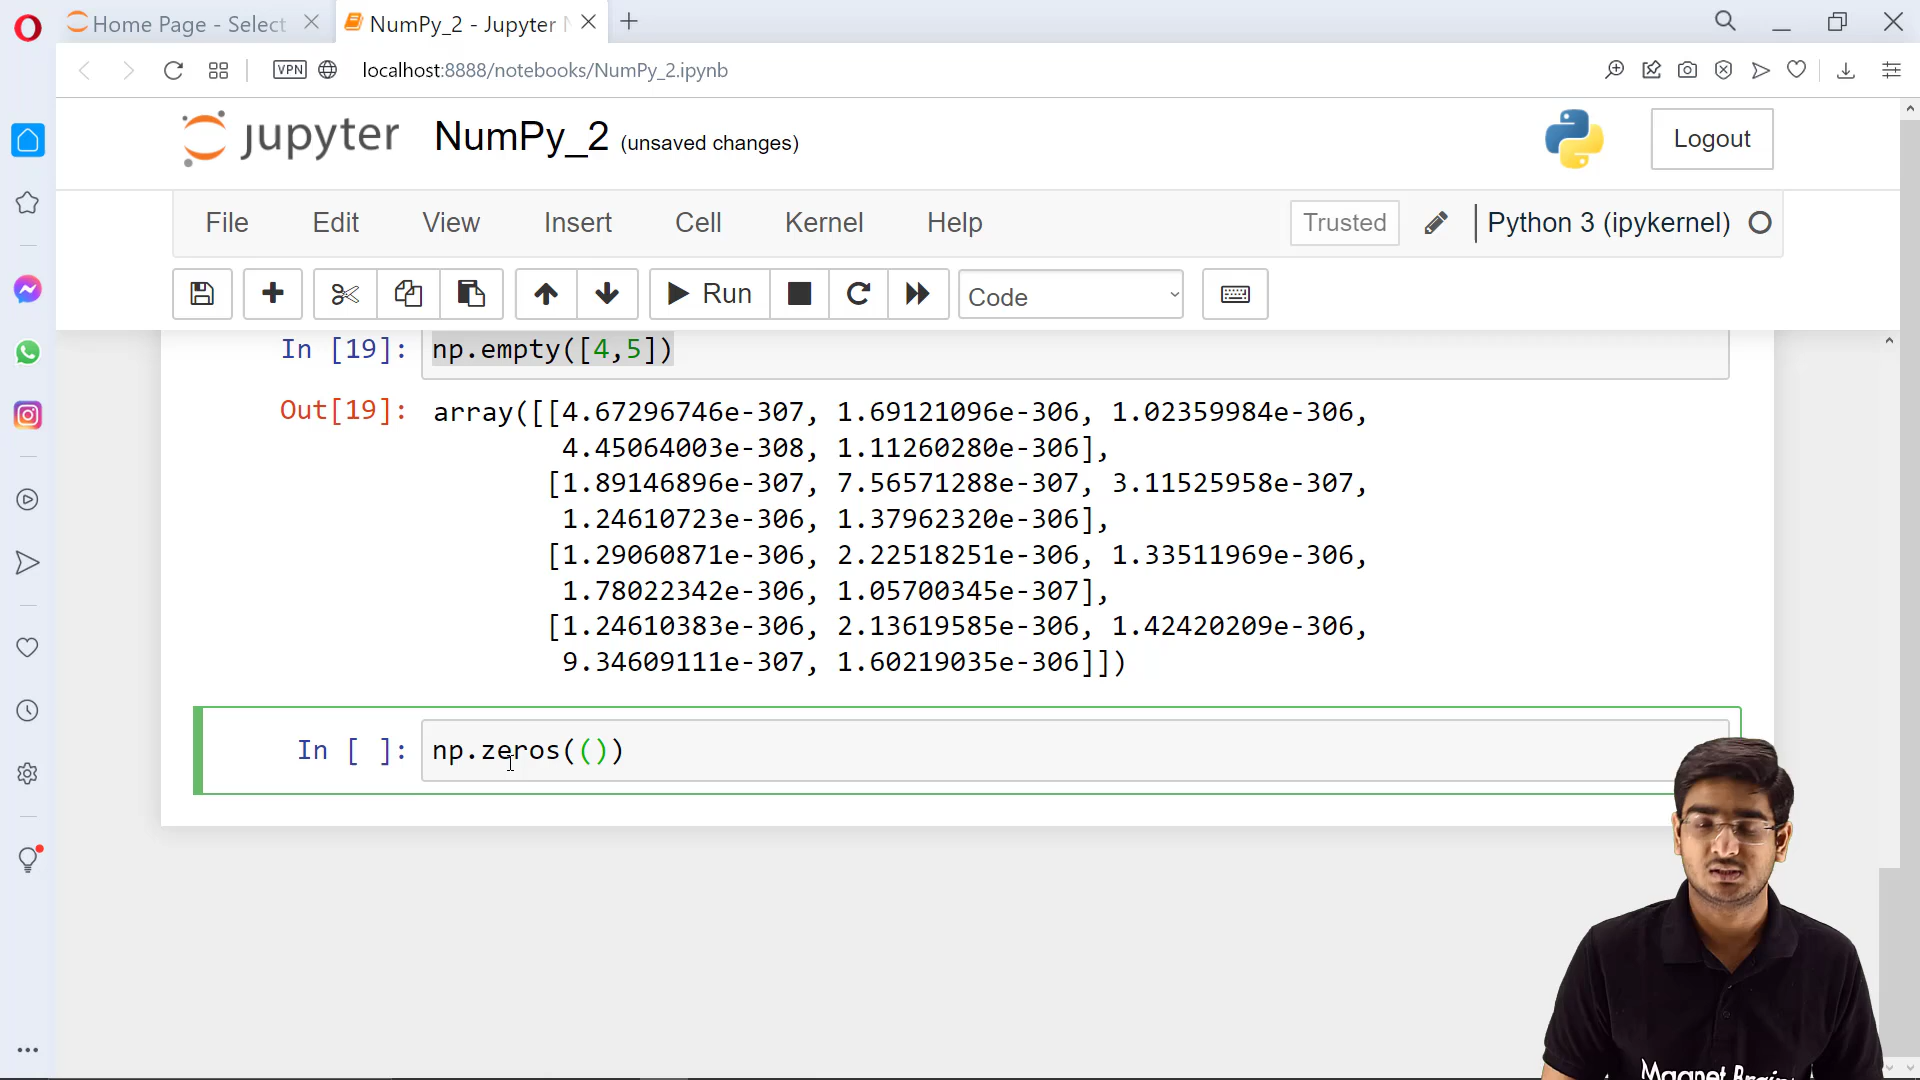 Home Page - Select
NumPy_2 - Jupyter N
VPN
localhost:8888/notebooks/NumPy_2.ipynb
jupyter
NumPy_2 (unsaved changes)
Logout
File Edit View Insert Cell Kernel Help
Trusted
Python 3 (ipykernel)
Run
Code
In [19]: np.empty([4,5])
Out[19]: array([[4.67296746e-307, 1.69121096e-306, 1.02359984e-306,
4.45064003e-308, 1.11260280e-306],
[1.89146896e-307, 7.56571288e-307, 3.11525958e-307,
1.24610723e-306, 1.37962320e-306],
[1.29060871e-306, 2.22518251e-306, 1.33511969e-306,
1.78022342e-306, 1.05700345e-307],
[1.24610383e-306, 2.13619585e-306, 1.42420209e-306,
9.34609111e-307, 1.60219035e-306]])
In [ ]: np.zeros(())
Magnet Brains